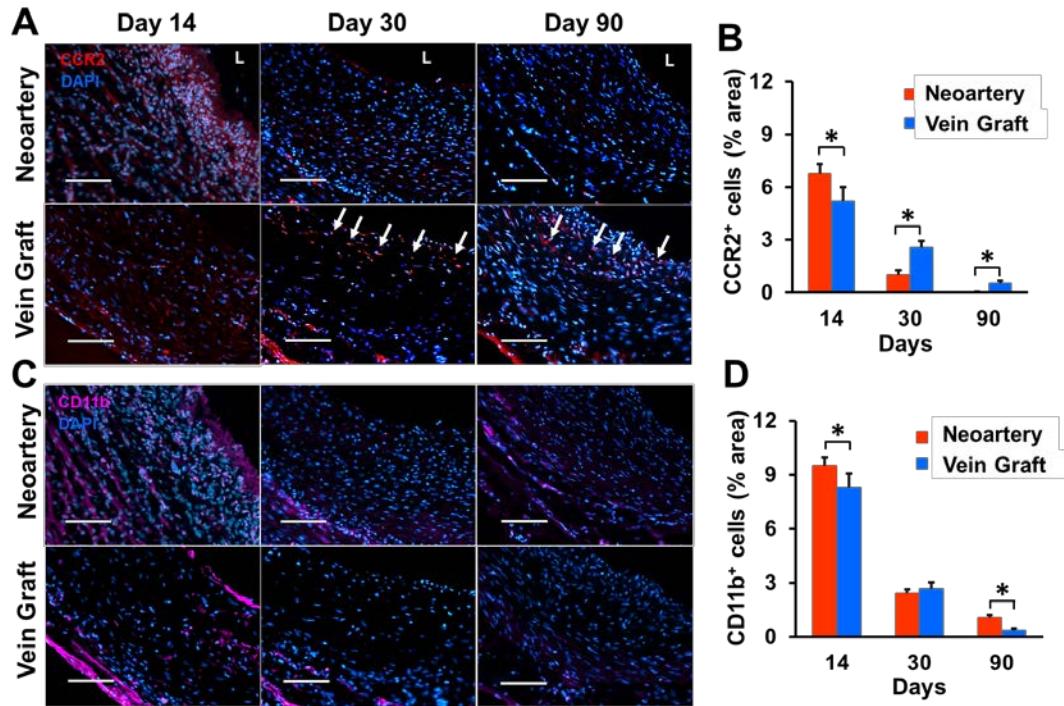 A
Day 14
Day 30
Day 90
Neoartery
CCR2
DAPI
L
L
L
Vein Graft
B
CCR2+ cells (% area)
12
9
6
3
0
Neoartery
Vein Graft
*
*
*
14
30
90
Days
C
Neoartery
CD11b
DAPI
Vein Graft
D
CD11b+ cells (% area)
12
9
6
3
0
Neoartery
Vein Graft
*
*
14
30
90
Days